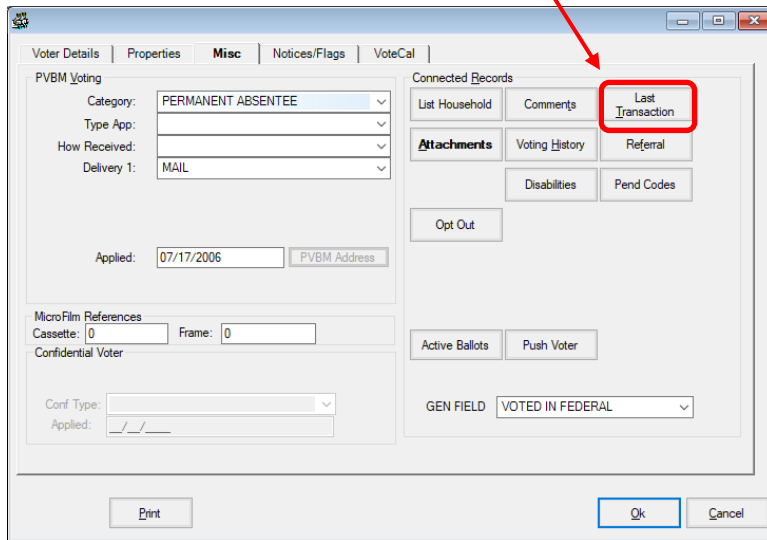 Voter Details Properties Misc Notices/Flags VoteCal
PVBM Voting
Category: PERMANENT ABSENTEE
Type App:
How Received:
Delivery 1: MAIL
Applied: 07/17/2006 PVBM Address
MicroFilm References
Cassette: 0 Frame: 0
Confidential Voter
Conf Type:
Applied: __/__/____
Connected Records
List Household Comments Last Transaction
Attachments Voting History Referral
Disabilities Pend Codes
Opt Out
Active Ballots Push Voter
GEN FIELD VOTED IN FEDERAL
Print Ok Cancel